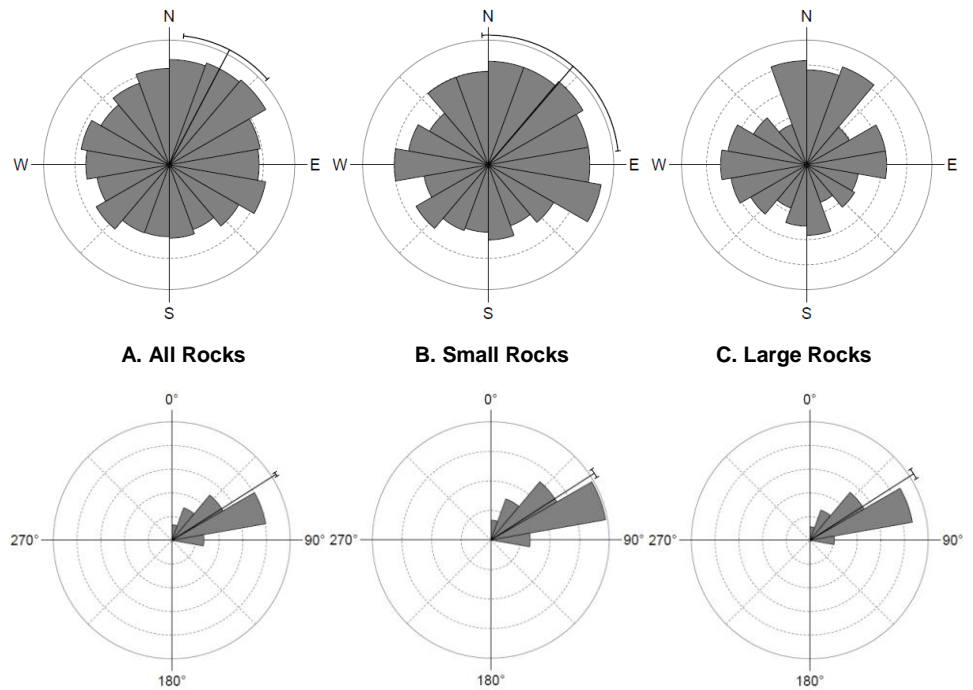 N N N
W E W E W E
S S S
A. All Rocks B. Small Rocks C. Large Rocks
0° 0° 0°
270° 90° 270° 90° 270° 90°
180° 180° 180°